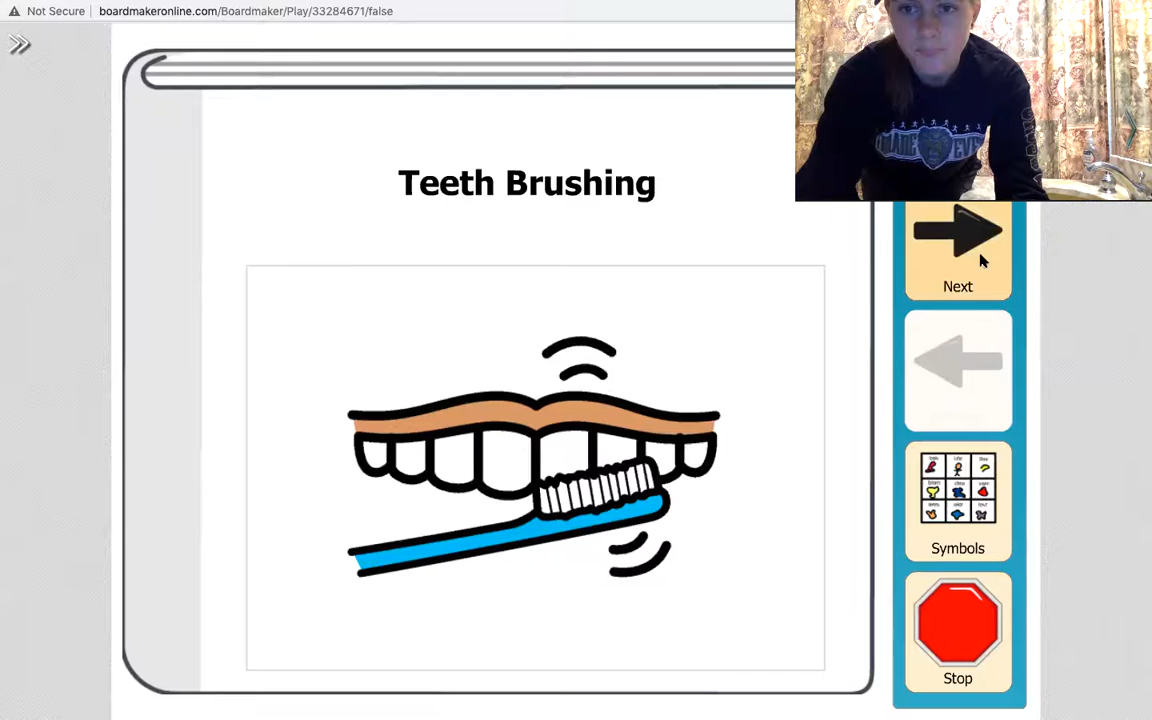 Not Secure
boardmakeronline.com/Boardmaker/Play/33284671/false
Teeth Brushing
Next
Symbols
Stop